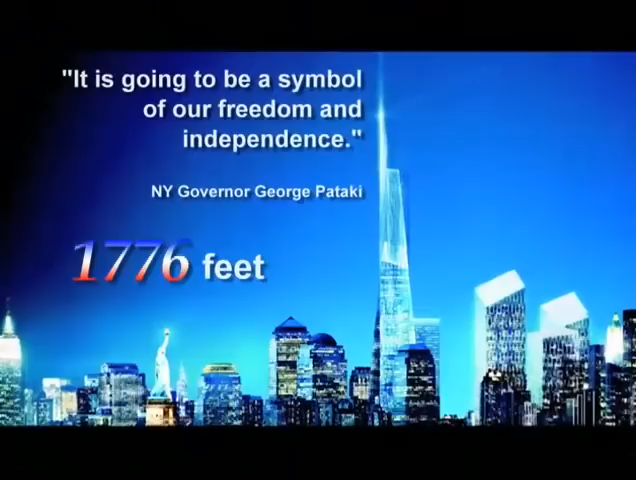 "It is going to be a symbol
of our freedom and
independence."
NY Governor George Pataki
1776 feet